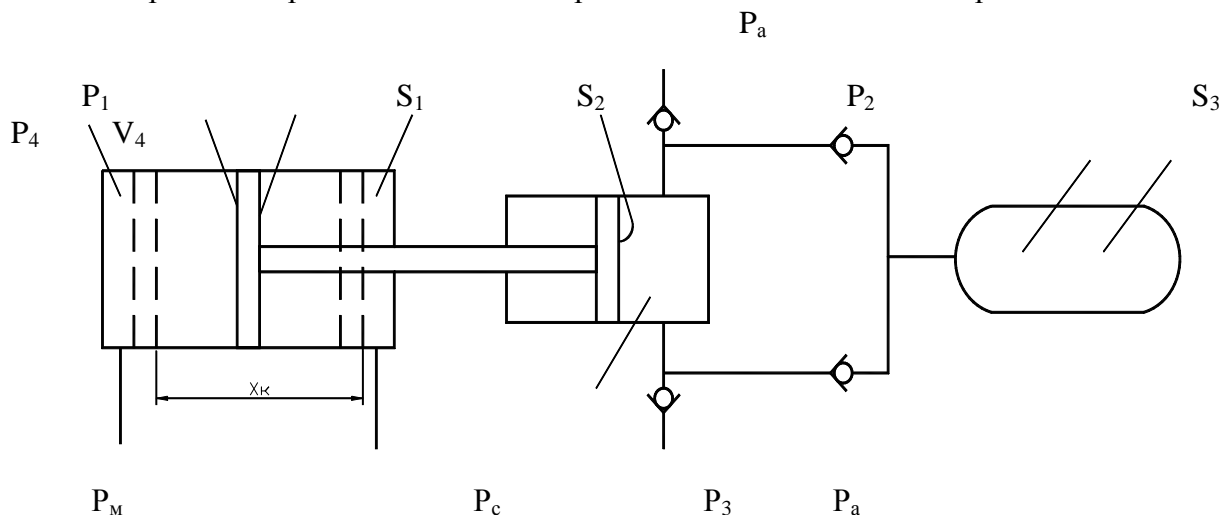 Pₐ
P₁ S₁ S₂ P₂ S₃
P₄ V₄
Xк
Pм Pс P₃ Pₐ